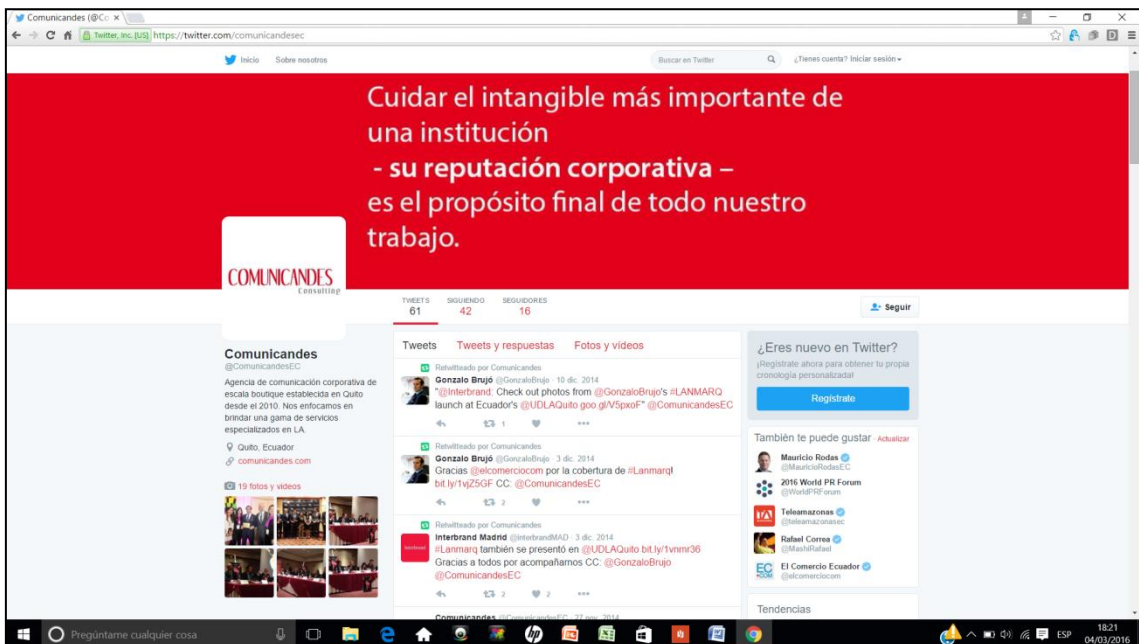 Comunicandes (@Co
Twitter, Inc. [US] https://twitter.com/comunicandesec
Inicio Sobre nosotros Buscar en Twitter ¿Tienes cuenta? Iniciar sesión
Cuidar el intangible más importante de
una institución
- su reputación corporativa –
es el propósito final de todo nuestro
trabajo.
COMUNICANDES
Consulting
TWEETS SIGUIENDO SEGUIDORES
61 42 16
Seguir
Comunicandes
@ComunicandesEC
Agencia de comunicación corporativa de
escala boutique establecida en Quito
desde el 2010. Nos enfocamos en
brindar una gama de servicios
especializados en LA.
Quito, Ecuador
comunicandes.com
19 fotos y videos
Tweets Tweets y respuestas Fotos y videos
Retwitteado por Comunicandes
Gonzalo Brujó @GonzaloBrujo · 10 dic. 2014
"@Interbrand: Check out photos from @GonzaloBrujo's #LANMARQ
launch at Ecuador's @UDLAQuito goo.gl/V5pxoF" @ComunicandesEC
1
Retwitteado por Comunicandes
Gonzalo Brujó @GonzaloBrujo · 3 dic. 2014
Gracias @elcomerciocom por la cobertura de #Lanmarq!
bit.ly/1vjZ5GF CC: @ComunicandesEC
2
Retwitteado por Comunicandes
Interbrand Madrid @InterbrandMAD · 3 dic. 2014
#Lanmarq también se presentó en @UDLAQuito bit.ly/1vnmr36
Gracias a todos por acompañarnos CC: @GonzaloBrujo
@ComunicandesEC
2 2
Comunicandes @ComunicandesEC · 27 nov. 2014
¿Eres nuevo en Twitter?
¡Regístrate ahora para obtener tu propia
cronología personalizada!
Regístrate
También te puede gustar · Actualizar
Mauricio Rodas
@MauricioRodasEC
2016 World PR Forum
@WorldPRForum
Teleamazonas
@teleamazonasec
Rafael Correa
@MashiRafael
El Comercio Ecuador
@elcomerciocom
Tendencias
Pregúntame cualquier cosa
ESP
18:21
04/03/2016